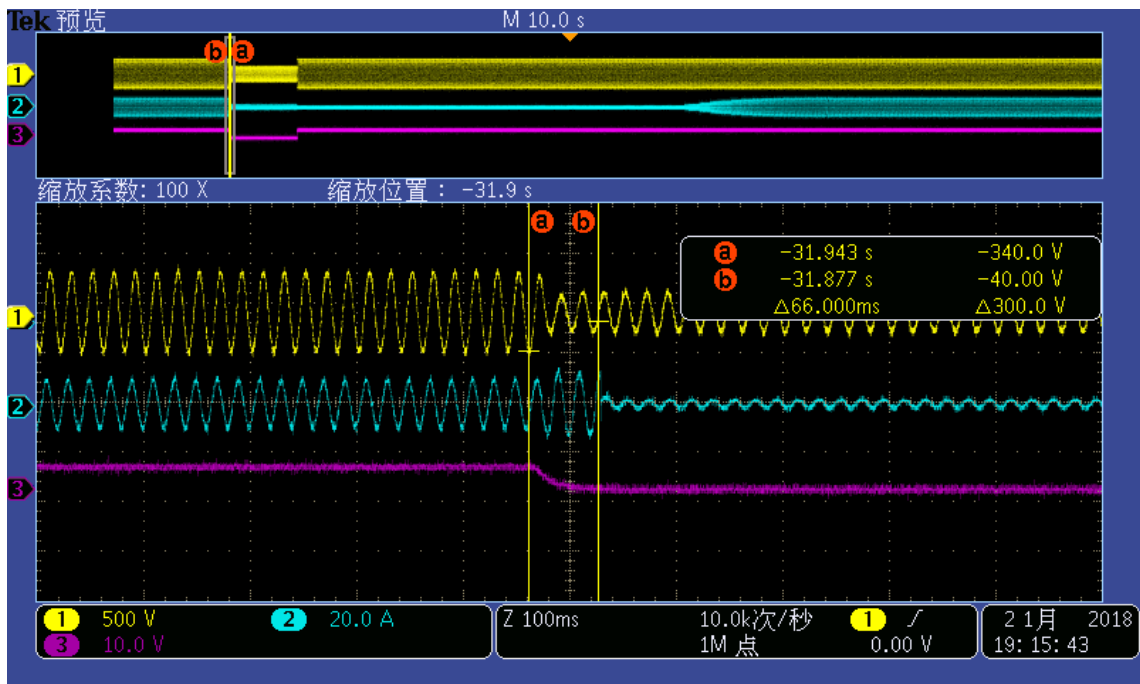 Tek 预览 M 10.0 s
b a
1
2
3
缩放系数: 100 X 缩放位置: -31.9 s
a b
a -31.943 s -340.0 V
b -31.877 s -40.00 V
△66.000ms △300.0 V
1
2
3
1 500 V 2 20.0 A Z 100ms 10.0k次/秒 1 2 1月 2018
3 10.0 V 1M 点 0.00 V 19:15:43